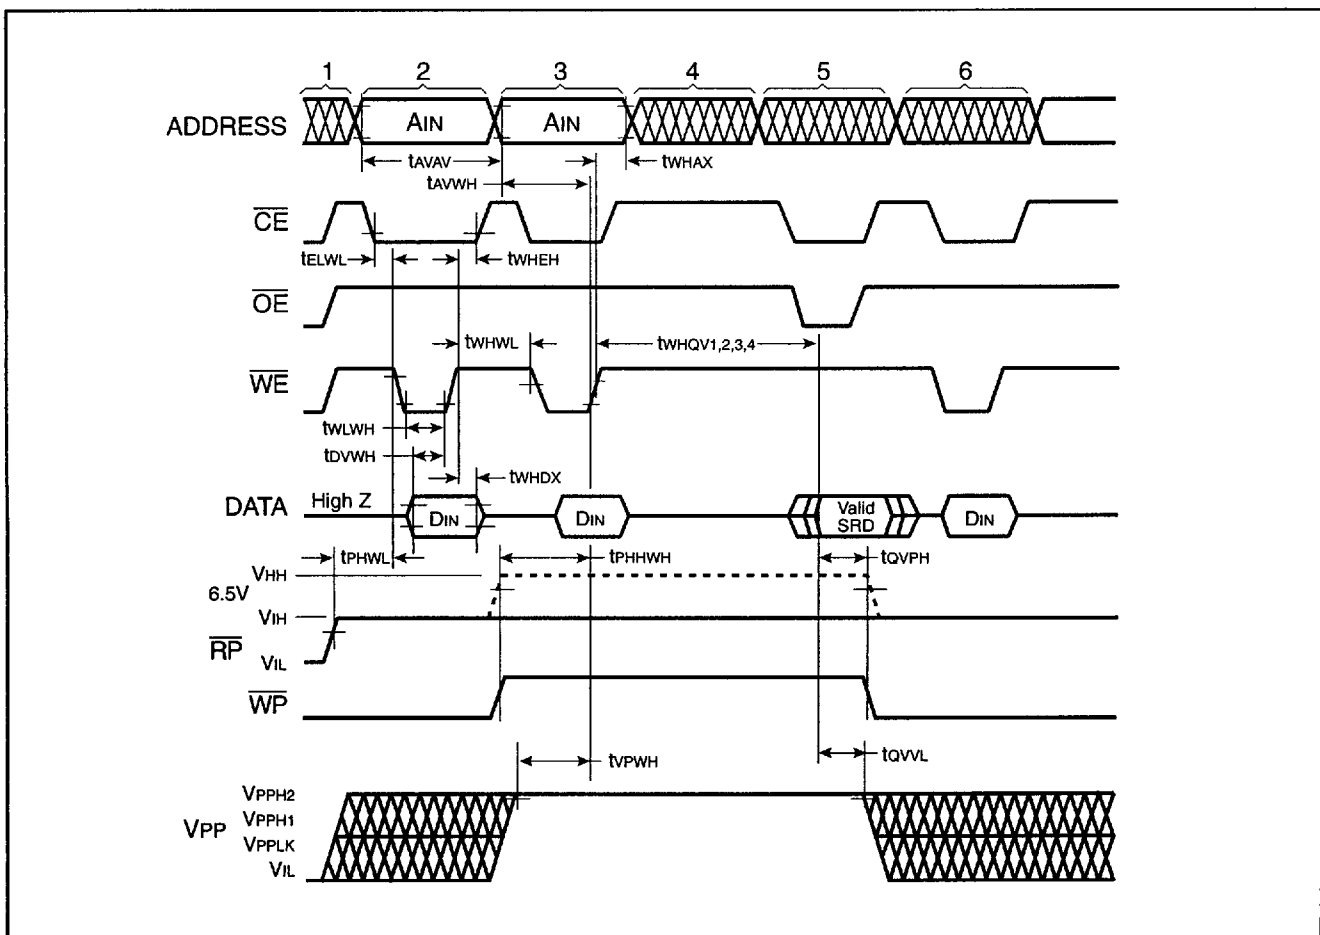 1 2 3 4 5 6
ADDRESS AIN AIN
tAVAV tWHAX
tAVWH
CE
tELWL tWHEH
OE
tWHWL tWHQV1,2,3,4
WE
tWLWH
tDVWH
tWHDX
DATA High Z DIN DIN Valid SRD DIN
tPHWL tPHHWH tQVPH
VHH
6.5V
VIH
RP
VIL
WP
tVPWH tQVVL
VPPH2
VPP VPPH1
VPPLK
VIL